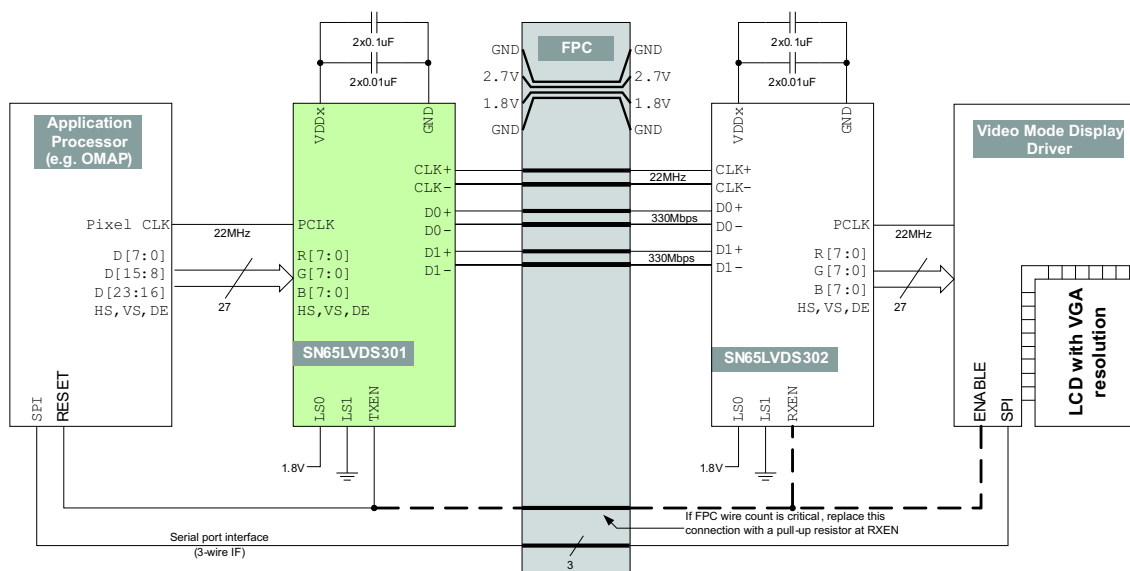 2x0.1uF
2x0.01uF
VDDx
GND
FPC
GND
2.7V
1.8V
GND
GND
2.7V
1.8V
GND
2x0.1uF
2x0.01uF
VDDx
GND
Application
Processor
(e.g. OMAP)
Pixel CLK
D[7:0]
D[15:8]
D[23:16]
HS,VS,DE
SPI
RESET
22MHz
27
PCLK
R[7:0]
G[7:0]
B[7:0]
HS,VS,DE
CLK+
CLK-
D0+
D0-
D1+
D1-
SN65LVDS301
LS0
LS1
TXEN
1.8V
22MHz
330Mbps
330Mbps
CLK+
CLK-
D0+
D0-
D1+
D1-
PCLK
R[7:0]
G[7:0]
B[7:0]
HS,VS,DE
SN65LVDS302
LS0
LS1
RXEN
1.8V
22MHz
27
Video Mode Display
Driver
ENABLE
SPI
LCD with VGA
resolution
If FPC wire count is critical, replace this
connection with a pull-up resistor at RXEN
Serial port interface
(3-wire IF)
3